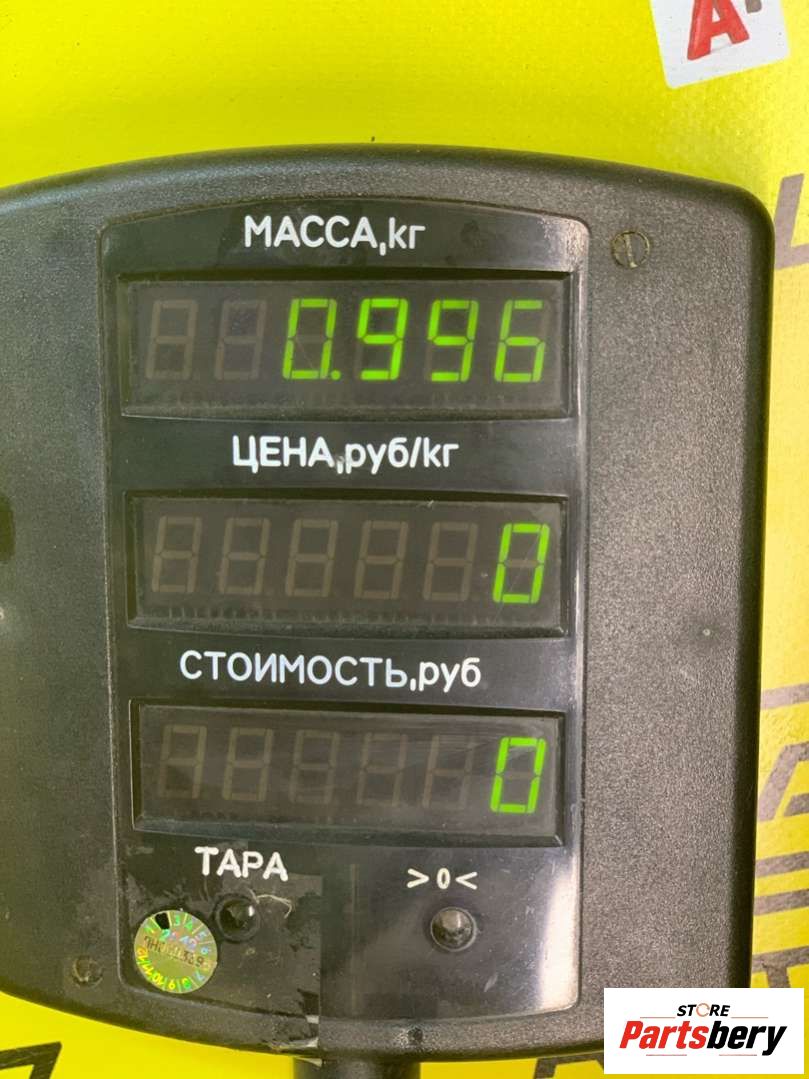 МАССА,кг
0.996
ЦЕНА,руб/кг
0
СТОИМОСТЬ,руб
0
ТАРА
>0<
STORE
Partsbery